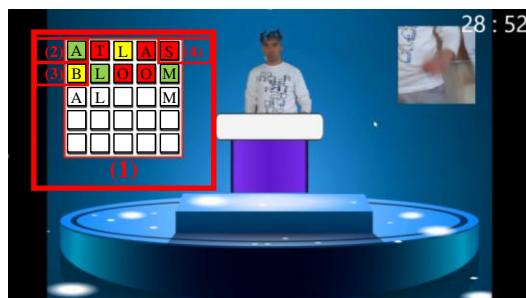 28 : 52
(2) A T L A S (4)
(3) B L O O M
A L M
(1)